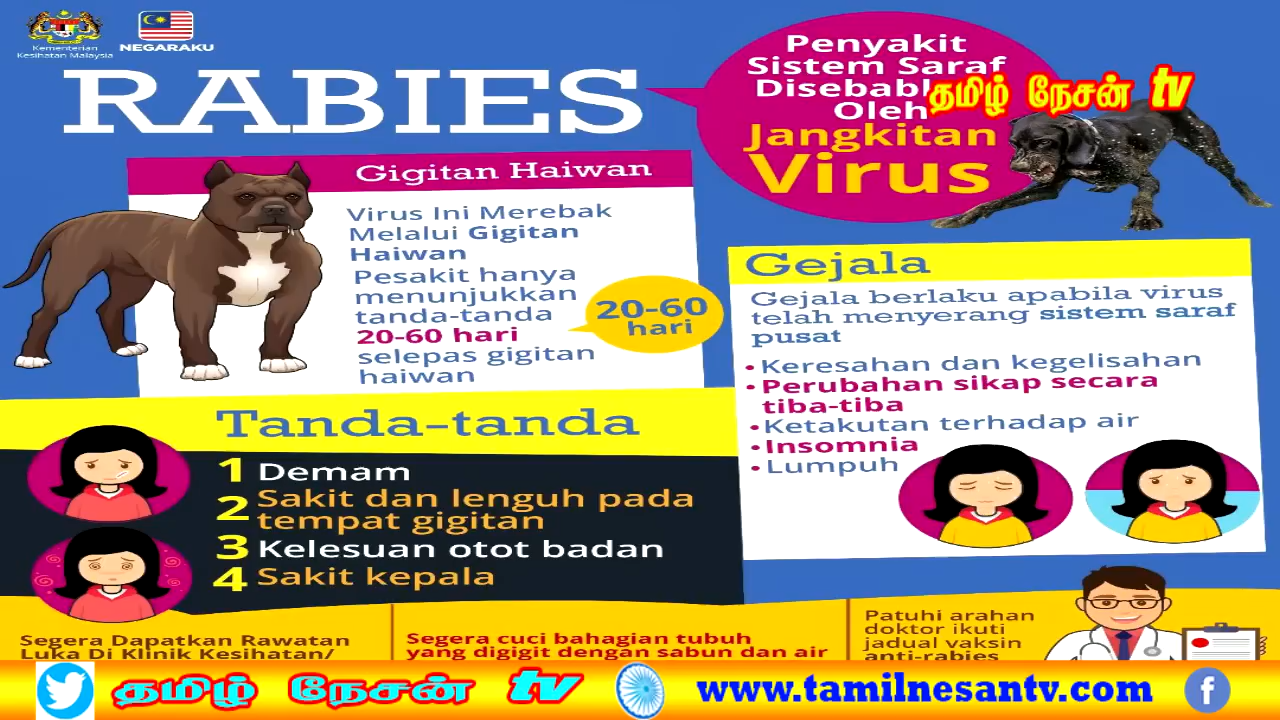 Kementerian
Kesihatan Malaysia
NEGARAKU
RABIES
Penyakit
Sistem Saraf
Oleh
Jangkitan
Virus
தமிழ் நேசன் tv
Gigitan Haiwan
Virus Ini Merebak
Melalui Gigitan
Haiwan
Pesakit hanya
menunjukkan
tanda-tanda
20-60 hari
selepas gigitan
haiwan
20-60
hari
Gejala
Gejala berlaku apabila virus
telah menyerang sistem saraf
pusat
•Keresahan dan kegelisahan
•Perubahan sikap secara
tiba-tiba
•Ketakutan terhadap air
•Insomnia
•Lumpuh
Tanda-tanda
1 Demam
2 Sakit dan lenguh pada
tempat gigitan
3 Kelesuan otot badan
4 Sakit kepala
Segera Dapatkan Rawatan
Luka Di Klinik Kesihatan/
Segera cuci bahagian tubuh
yang digigit dengan sabun dan air
Patuhi arahan
doktor ikuti
jadual vaksin
anti-rabies
தமிழ் நேசன் tv
www.tamilnesantv.com
f